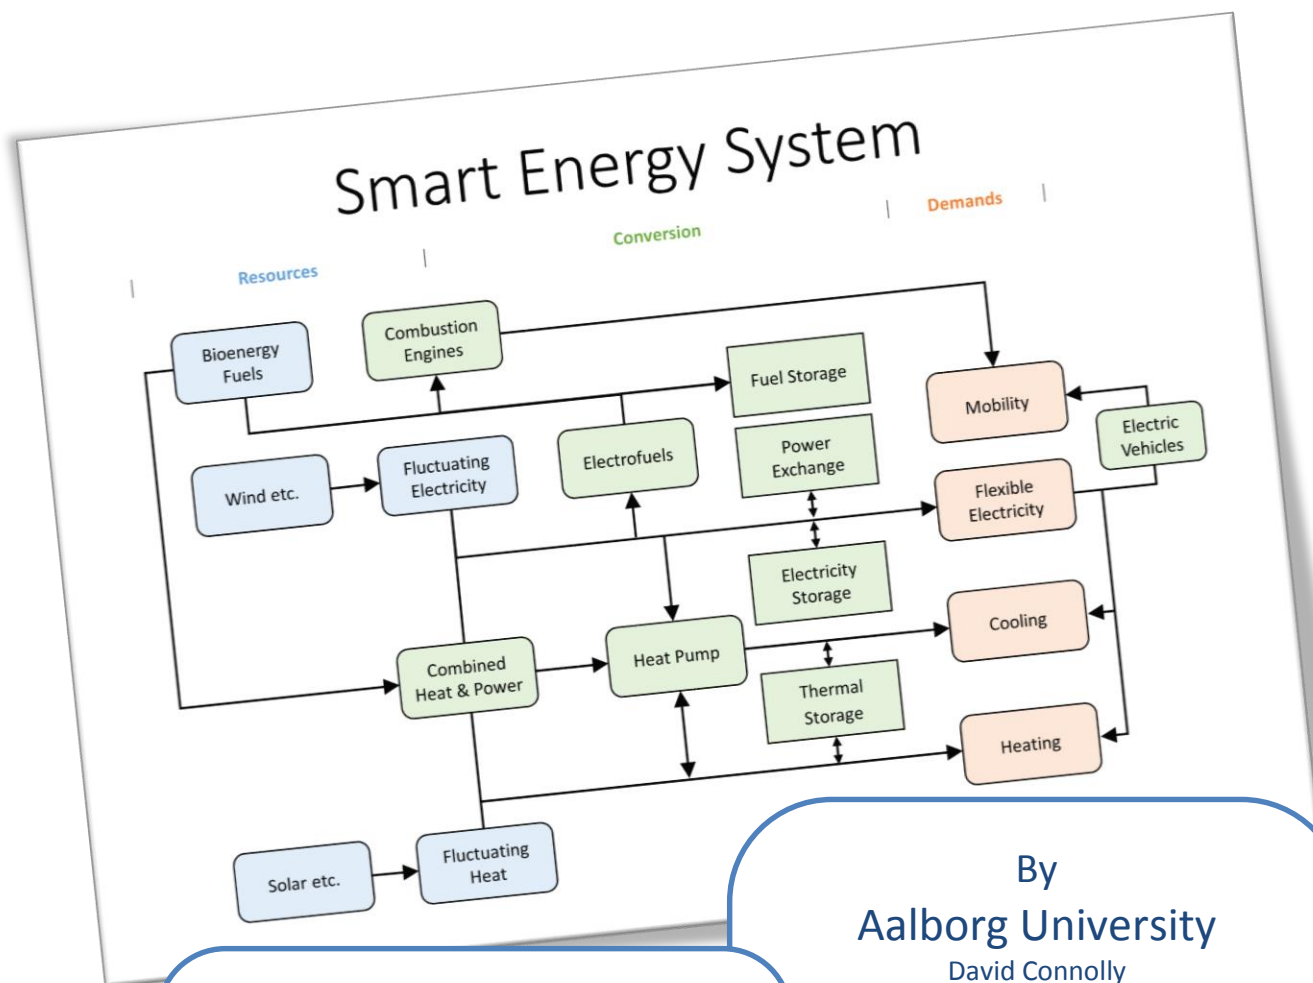 Smart Energy System
Resources
Conversion
Demands
Bioenergy
Fuels
Combustion
Engines
Fuel Storage
Mobility
Electric
Vehicles
Wind etc.
Fluctuating
Electricity
Electrofuels
Power
Exchange
Flexible
Electricity
Electricity
Storage
Combined
Heat & Power
Heat Pump
Cooling
Thermal
Storage
Heating
Solar etc.
Fluctuating
Heat
By
Aalborg University
David Connolly